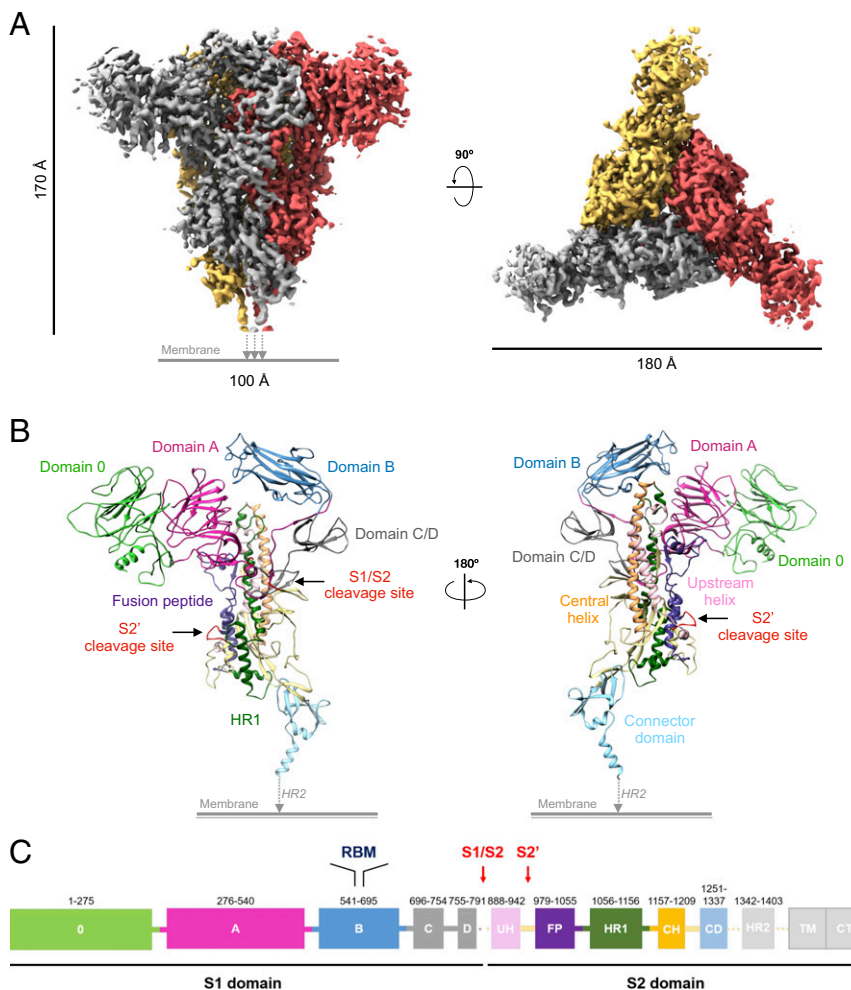 A
170 Å
90º
Membrane
100 Å
180 Å
B
Domain 0
Domain A
Domain B
Domain C/D
S1/S2
cleavage site
Fusion peptide
S2’
cleavage site
HR1
HR2
Membrane
180º
Domain B
Domain A
Domain C/D
Domain 0
Central
helix
Upstream
helix
S2’
cleavage site
Connector
domain
HR2
Membrane
C
RBM
S1/S2
S2’
1-275
276-540
541-695
696-754
755-791
888-942
979-1055
1056-1156
1157-1209
1251-
1337
1342-1403
0
A
B
C
D
UH
FP
HR1
CH
CD
HR2
TM
CT
S1 domain
S2 domain